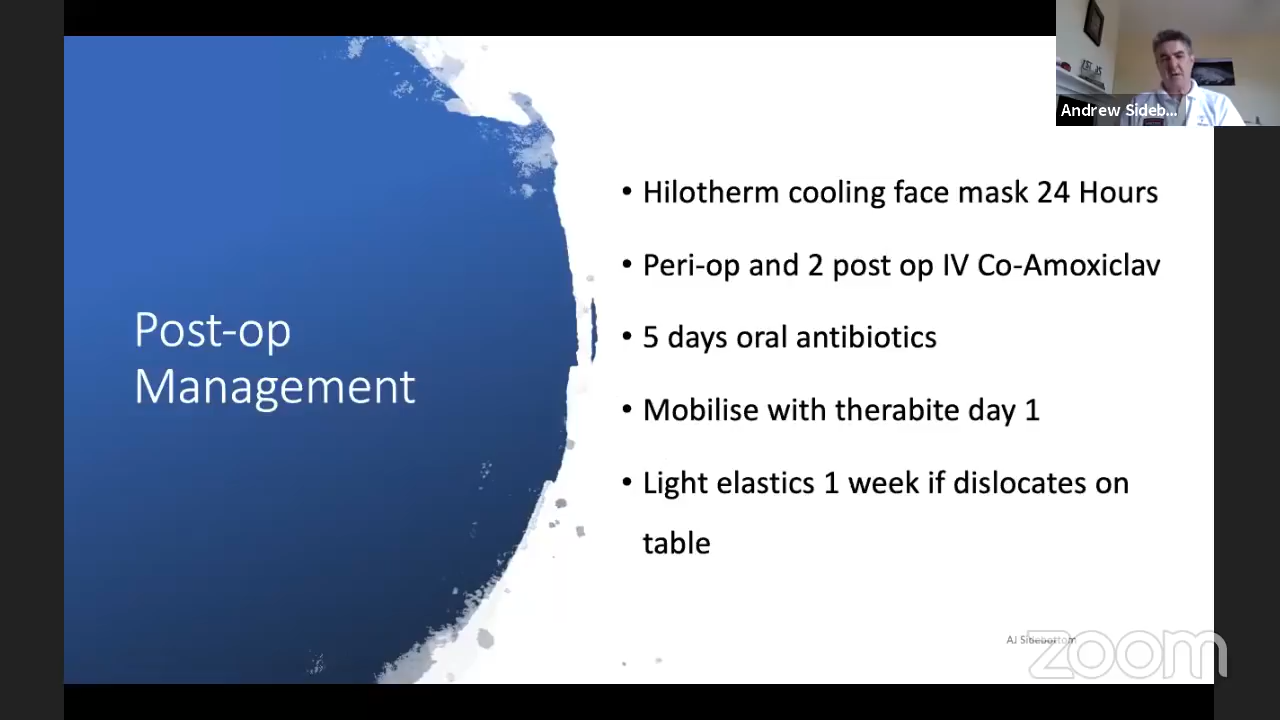 Andrew Sideb...
• Hilotherm cooling face mask 24 Hours
• Peri-op and 2 post op IV Co-Amoxiclav
Post-op
Management
• 5 days oral antibiotics
• Mobilise with therabite day 1
• Light elastics 1 week if dislocates on
table
AJ Sidebottom
zoom